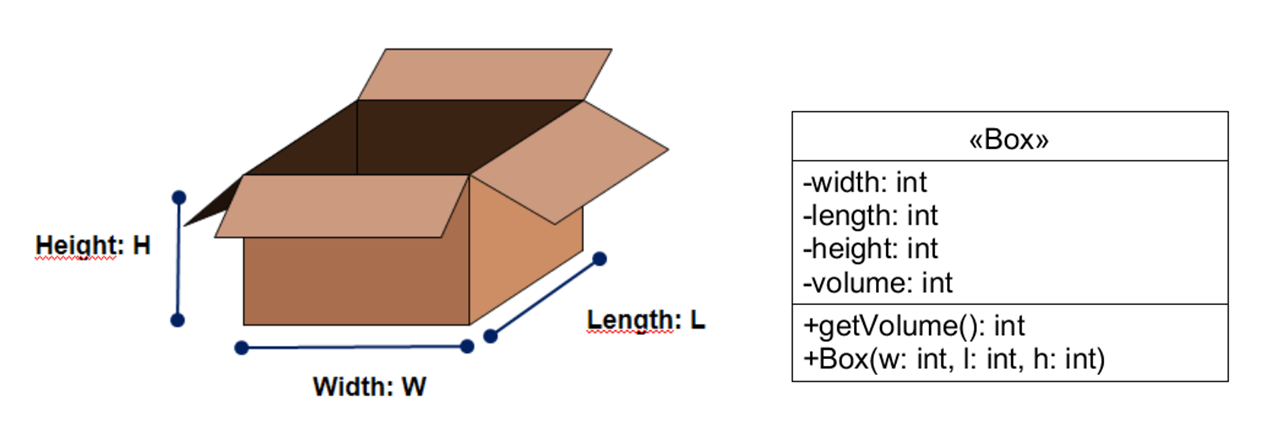 Height: H
Length: L
Width: W
«Box»
-width: int
-length: int
-height: int
-volume: int
+getVolume(): int
+Box(w: int, l: int, h: int)